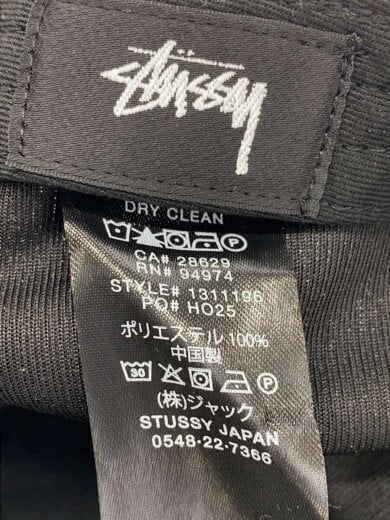 STÜSSY
DRY CLEAN
CA# 28629
RN# 94974
STYLE# 1311196
PO# HO25
ポリエステル 100%
中国製
30
(株)ジャック
STUSSY JAPAN
0548-22-7366